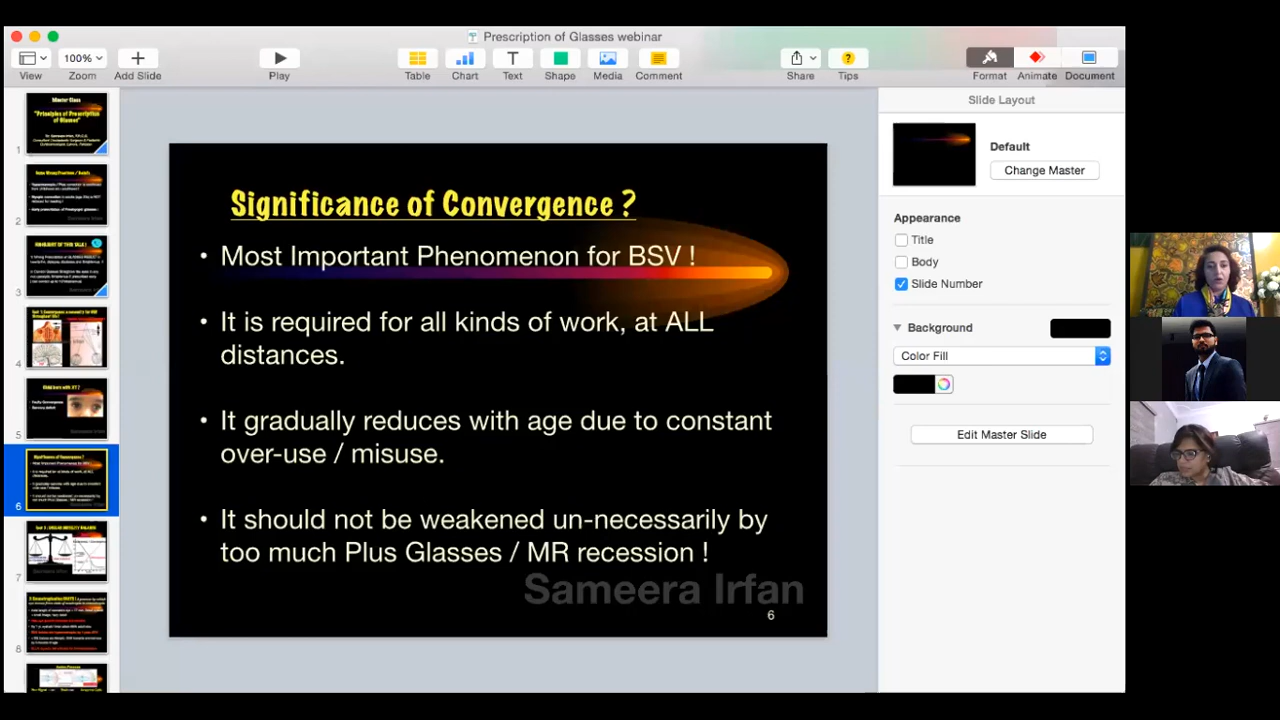 Prescription of Glasses webinar
View
100%
Zoom
Add Slide
Play
Table
Chart
Text
Shape
Media
Comment
Share
Tips
Format
Animate
Document
Slide Layout
Default
Change Master
Appearance
Title
Body
Slide Number
Background
Color Fill
Edit Master Slide
1
2
3
4
5
6
7
8
Significance of Convergence ?
• Most Important Phenomenon for BSV !
• It is required for all kinds of work, at ALL
distances.
• It gradually reduces with age due to constant
over-use / misuse.
• It should not be weakened un-necessarily by
too much Plus Glasses / MR recession !
Sameera Irfan
6